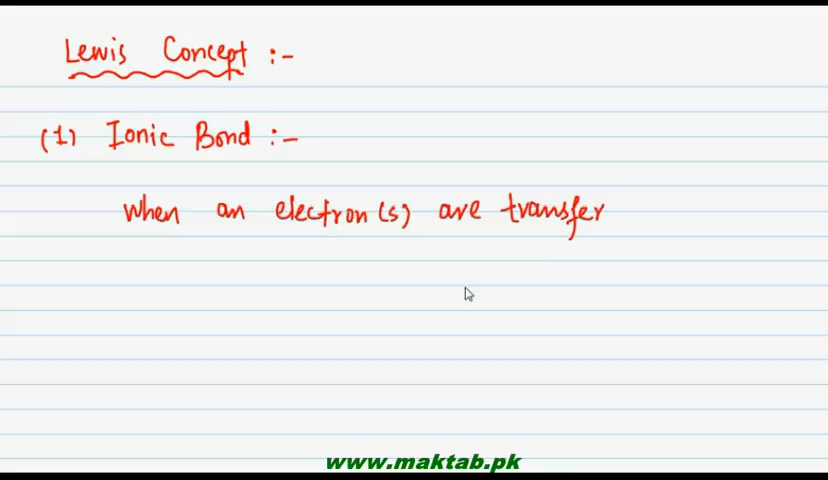 Lewis Concept :-
(1) Ionic Bond :-
when an electron(s) are transfer
www.maktab.pk